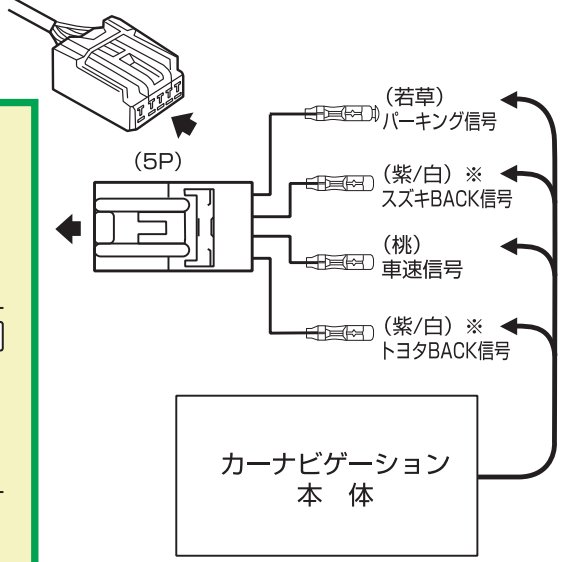 (5P)
(若草)
パーキング信号
(紫/白) ※
スズキBACK信号
(桃)
車速信号
(紫/白) ※
トヨタBACK信号
カーナビゲーション
本 体